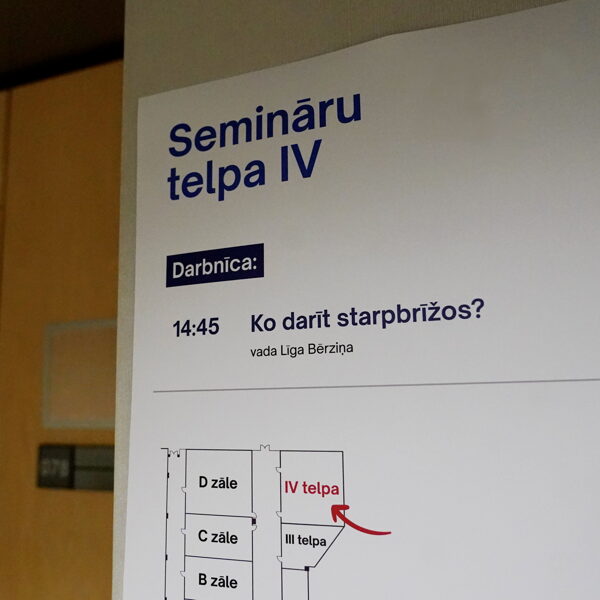 Semināru
telpa IV
Darbnīca:
14:45 Ko darīt starpbrīžos?
vada Līga Bērziņa
D zāle
IV telpa
C zāle
III telpa
B zāle